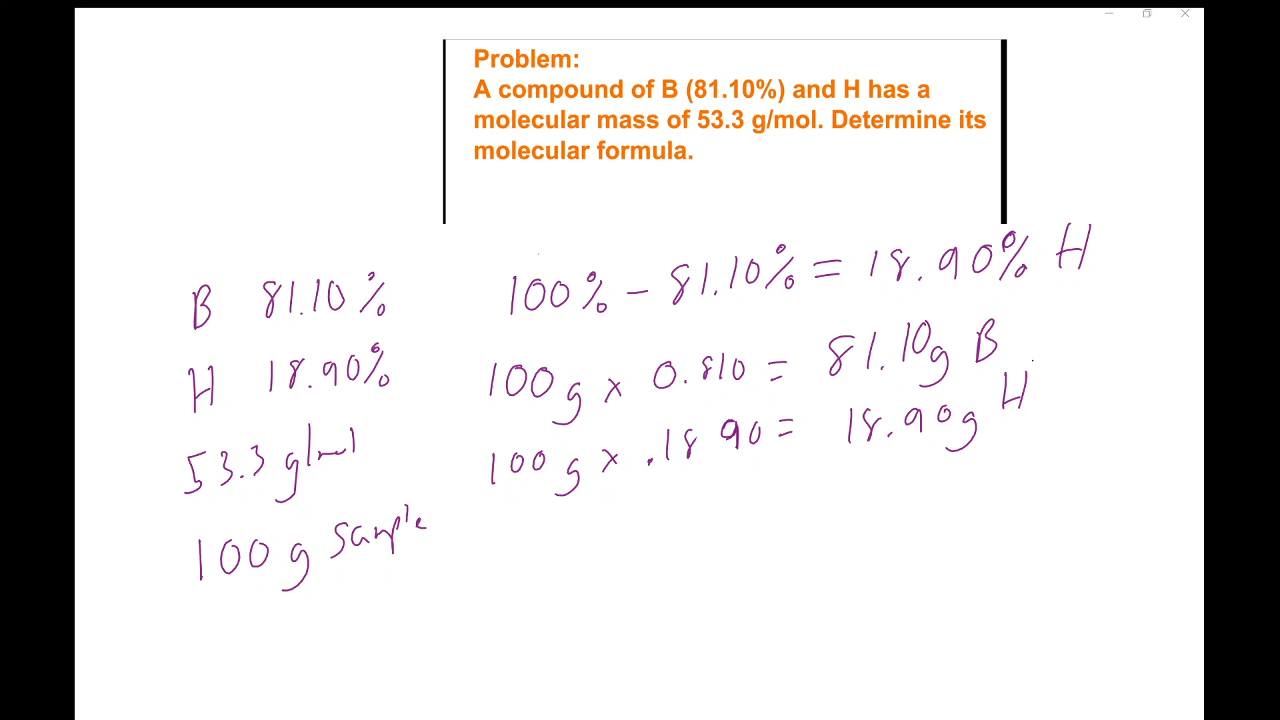 Problem:
A compound of B (81.10%) and H has a
molecular mass of 53.3 g/mol. Determine its
molecular formula.
B 81.10%
100% - 81.10% = 18.90% H
H 18.90%
100g x 0.810 = 81.10g B
53.3 g/mol
100g x .1890 = 18.90g H
100g sample